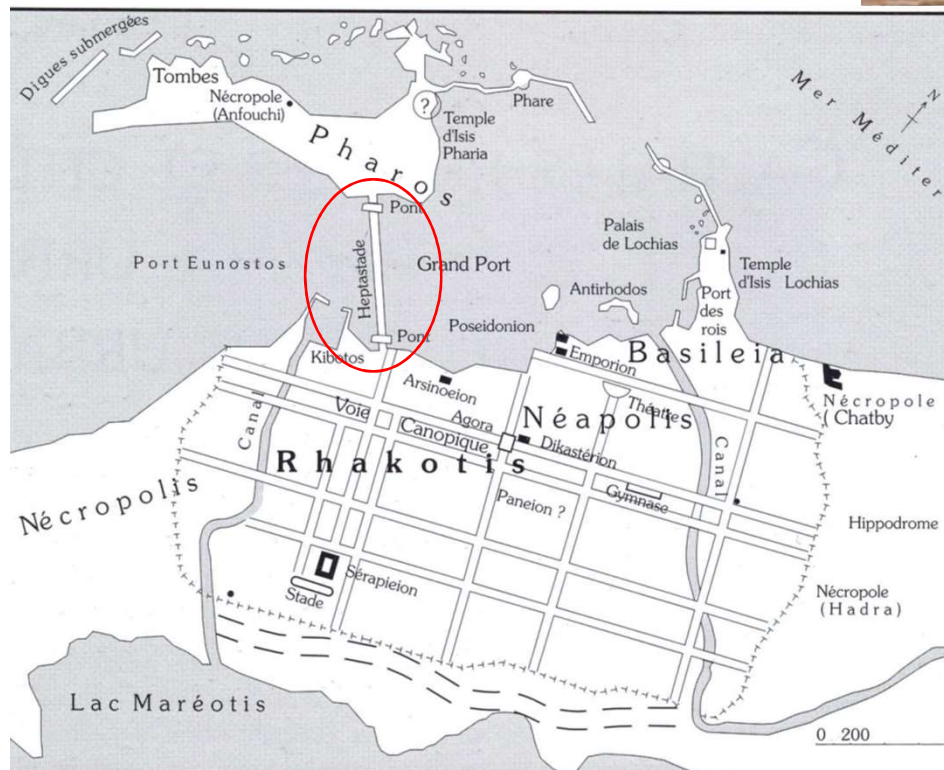 Digues submergées
Tombes
Nécropole
(Anfouchi)
Pharos
?
Temple
d'Isis
Pharia
Phare
Mer Méditer
N
Pont
Heptastade
Port Eunostos
Grand Port
Palais
de Lochias
Temple
d'Isis Lochias
Antirhodos
Port
des
rois
Pont
Poseidonion
Kibotos
Emporion
Basileia
Arsinoeion
Théatre
Nécropole
(Chatby
Canal
Voie
Canopique
Agora
Néapolis
Dikastérion
Canal
Rhakotis
Nécropolis
Paneion ?
Gymnase
Hippodrome
Sérapieion
Stade
Nécropole
(Hadra)
Lac Maréotis
0 200